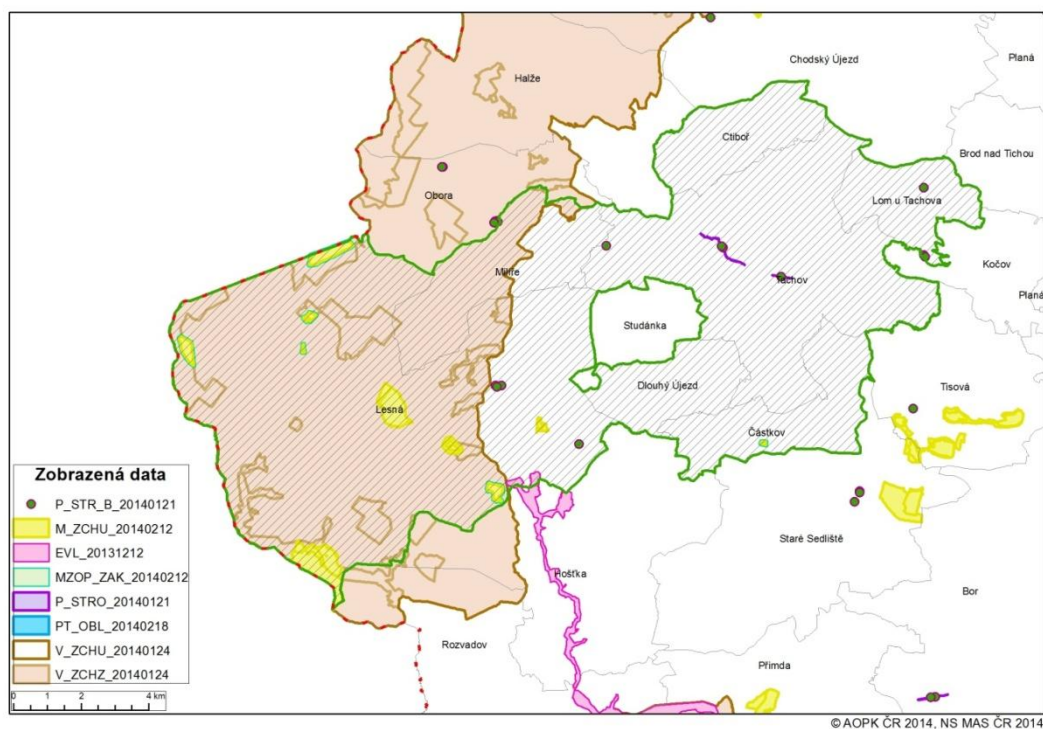 Chodský Újezd
Planá
Halže
Ctiboř
Brod nad Tichou
Obora
Lom u Tachova
Milíře
Kočov
Tachov
Planá
Studánka
Dlouhý Újezd
Tisová
Lesná
Částkov
Staré Sedliště
Hošťka
Bor
Rozvadov
Přimda
Zobrazená data
P_STR_B_20140121
M_ZCHU_20140212
EVL_20131212
MZOP_ZAK_20140212
P_STRO_20140121
PT_OBL_20140218
V_ZCHU_20140124
V_ZCHZ_20140124
0 1 2 4 km
© AOPK ČR 2014, NS MAS ČR 2014